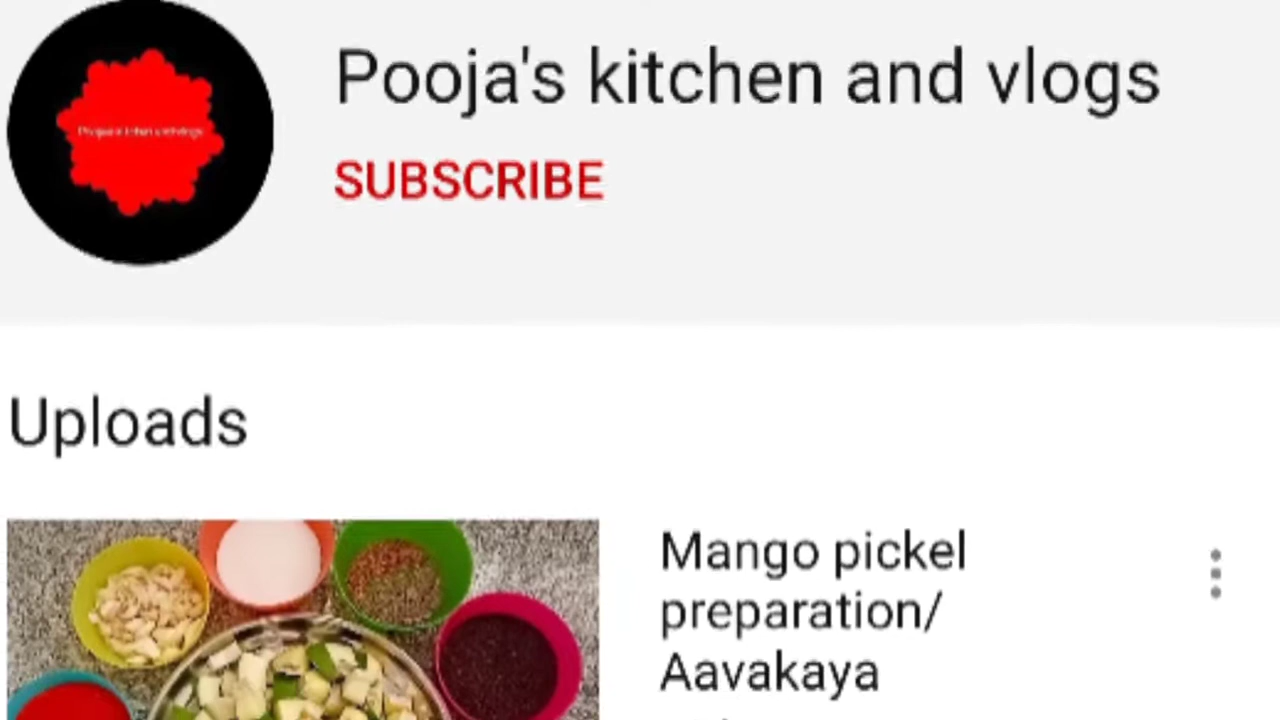 Pooja's kitchen and vlogs
SUBSCRIBE
Uploads
Mango pickel
preparation/
Aavakaya